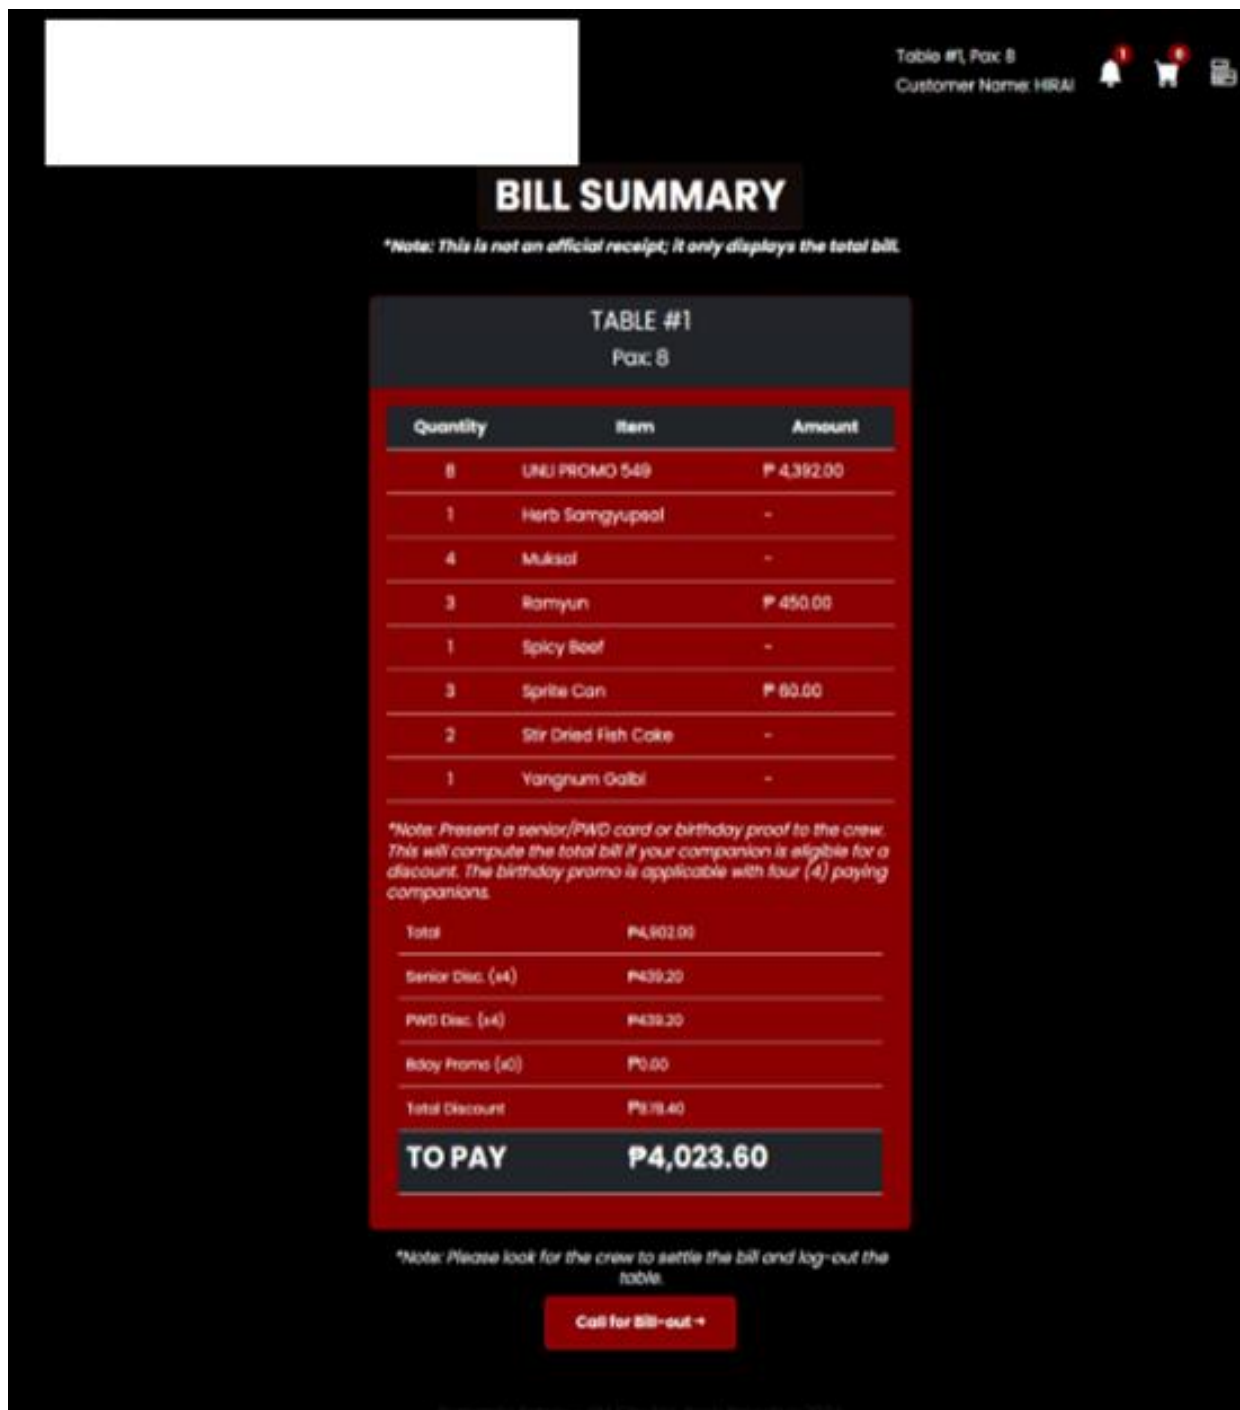 Table #1, Pax: 8
Customer Name: HIRAI
1
BILL SUMMARY
*Note: This is not an official receipt; it only displays the total bill.
TABLE #1
Pax: 8
Quantity Item Amount
8 UNLI PROMO 549 ₱ 4,392.00
1 Herb Samgyupsal -
4 Muksal -
3 Ramyun ₱ 450.00
1 Spicy Beef -
3 Sprite Can ₱ 60.00
2 Stir Dried Fish Cake -
1 Yangnum Galbi -
*Note: Present a senior/PWD card or birthday proof to the crew.
This will compute the total bill if your companion is eligible for a
discount. The birthday promo is applicable with four (4) paying
companions.
Total ₱4,902.00
Senior Disc. (x4) ₱439.20
PWD Disc. (x4) ₱439.20
Bday Promo (x0) ₱0.00
Total Discount ₱878.40
TO PAY ₱4,023.60
*Note: Please look for the crew to settle the bill and log-out the
table.
Call for Bill-out →